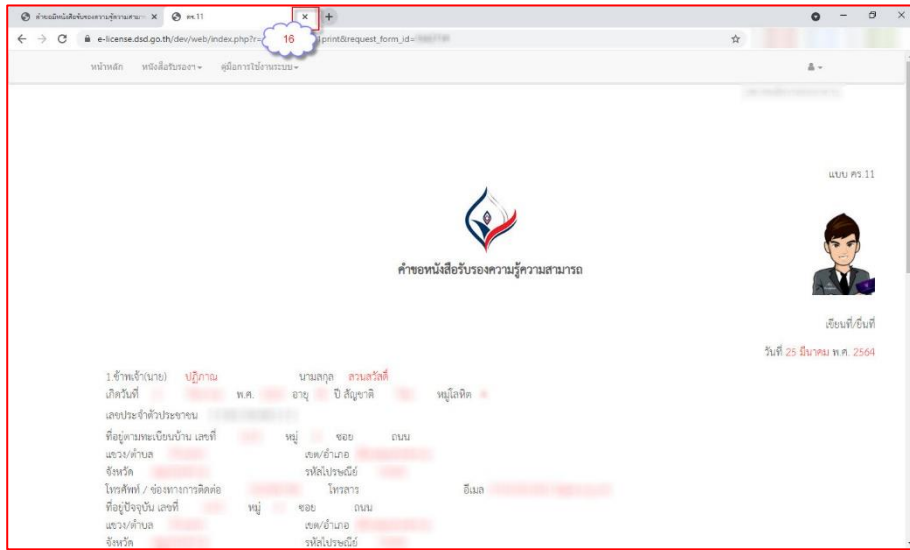 คำขอมีหนังสือรับรองความรู้ความสามาร
คร.11
e-license.dsd.go.th/dev/web/index.php?r= 16 print&request_form_id=
หน้าหลัก หนังสือรับรองฯ คู่มือการใช้งานระบบ
แบบ คร.11
คำขอหนังสือรับรองความรู้ความสามารถ
เขียนที่/ยื่นที่
วันที่ 25 มีนาคม พ.ศ. 2564
1.ข้าพเจ้า(นาย) ปฏิภาณ นามสกุล สวนสวัสดิ์
เกิดวันที่ พ.ศ. อายุ ปี สัญชาติ หมู่โลหิต
เลขประจำตัวประชาชน
ที่อยู่ตามทะเบียนบ้าน เลขที่ หมู่ ซอย ถนน
แขวง/ตำบล เขต/อำเภอ
จังหวัด รหัสไปรษณีย์
โทรศัพท์ / ช่องทางการติดต่อ โทรสาร อีเมล
ที่อยู่ปัจจุบัน เลขที่ หมู่ ซอย ถนน
แขวง/ตำบล เขต/อำเภอ
จังหวัด รหัสไปรษณีย์